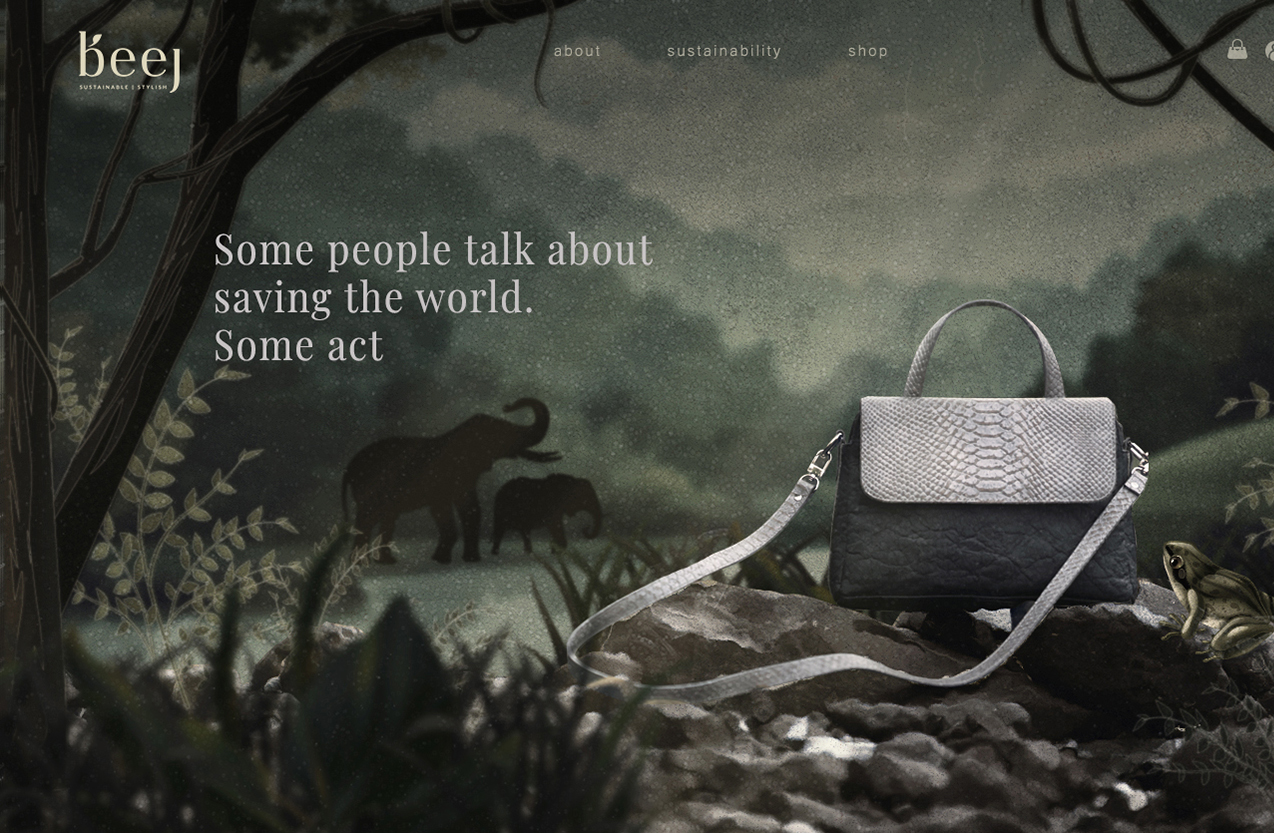 beej
SUSTAINABLE | STYLISH
about
sustainability
shop
Some people talk about
saving the world.
Some act